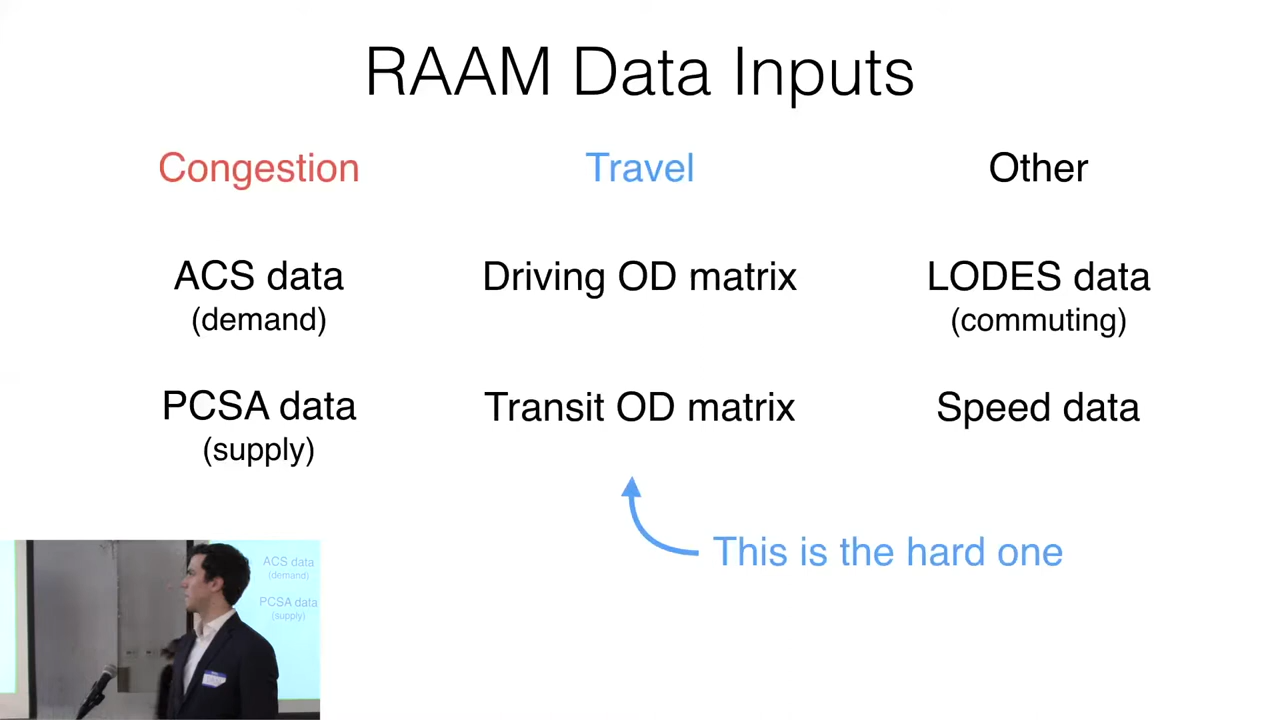 RAAM Data Inputs
Congestion
Travel
Other
ACS data
(demand)
Driving OD matrix
LODES data
(commuting)
PCSA data
(supply)
Transit OD matrix
Speed data
This is the hard one
ACS data
(demand)
PCSA data
(supply)